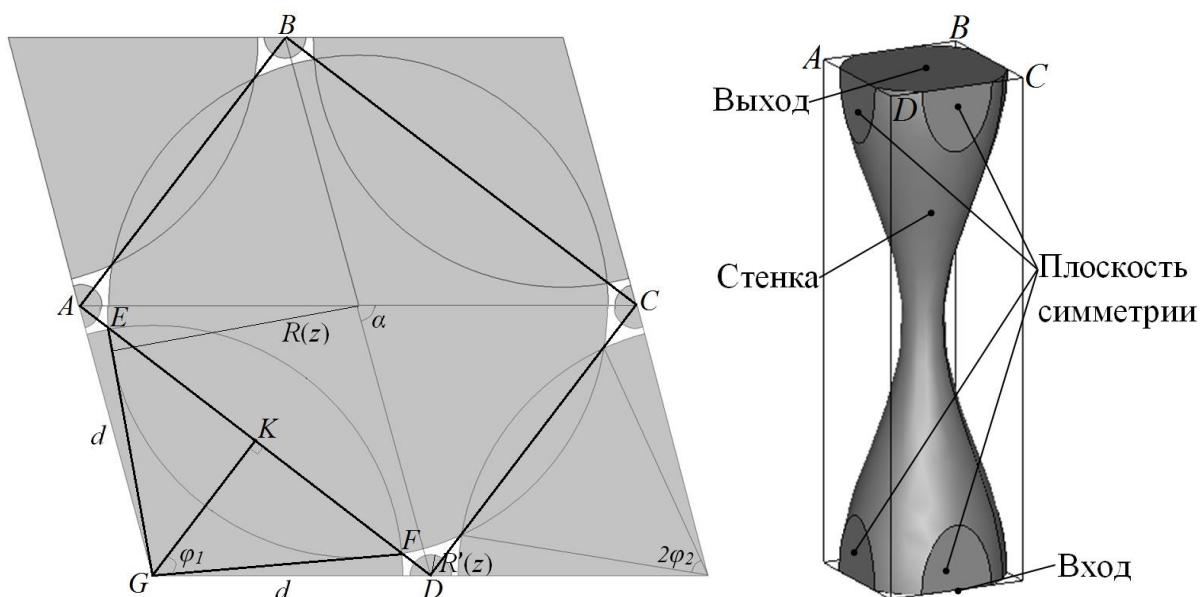 B
A
E
R(z)
α
C
d
K
φ1
F
R'(z)
2φ2
G
d
D
A
B
C
D
Выход
Стенка
Плоскость
симметрии
Вход